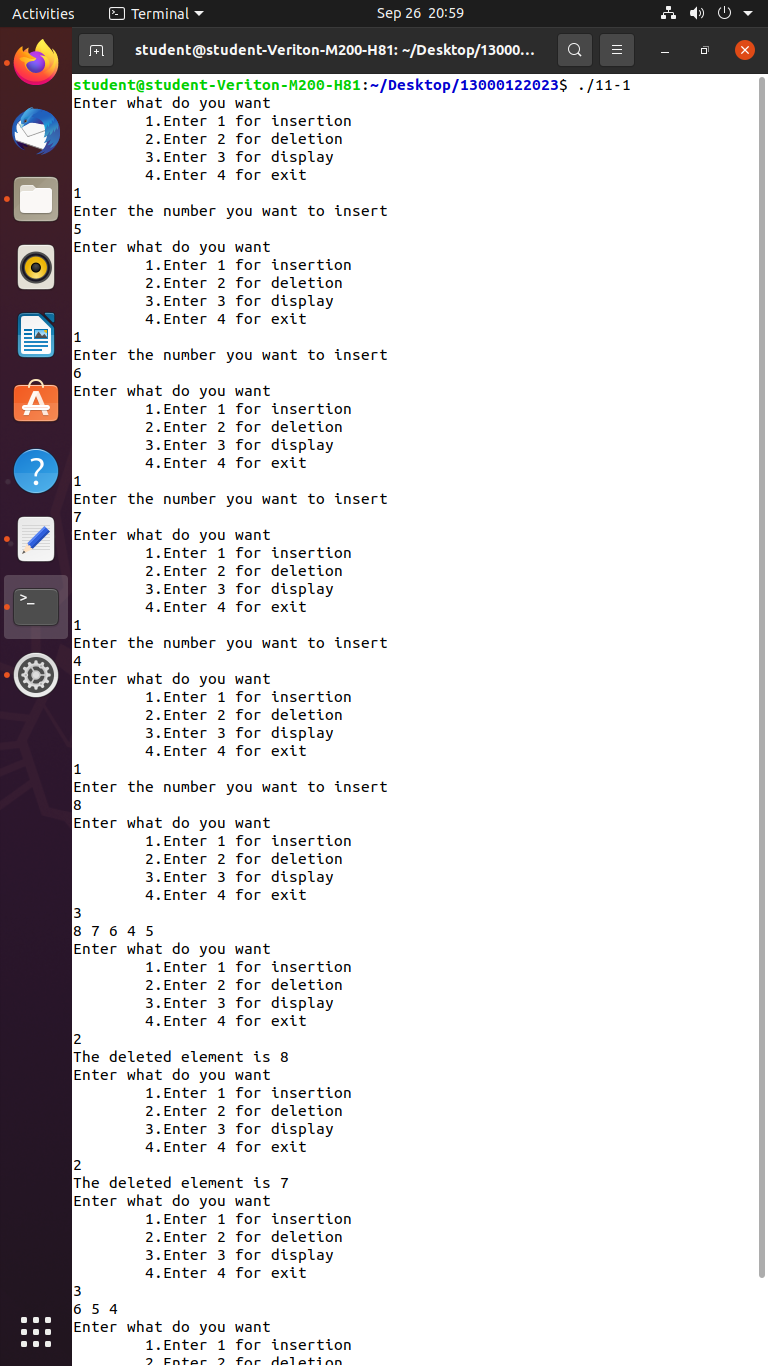 Activities Terminal Sep 26 20:59
student@student-Veriton-M200-H81: ~/Desktop/13000...
student@student-Veriton-M200-H81:~/Desktop/13000122023$ ./11-1
Enter what do you want
1.Enter 1 for insertion
2.Enter 2 for deletion
3.Enter 3 for display
4.Enter 4 for exit
1
Enter the number you want to insert
5
Enter what do you want
1.Enter 1 for insertion
2.Enter 2 for deletion
3.Enter 3 for display
4.Enter 4 for exit
1
Enter the number you want to insert
6
Enter what do you want
1.Enter 1 for insertion
2.Enter 2 for deletion
3.Enter 3 for display
4.Enter 4 for exit
1
Enter the number you want to insert
7
Enter what do you want
1.Enter 1 for insertion
2.Enter 2 for deletion
3.Enter 3 for display
4.Enter 4 for exit
1
Enter the number you want to insert
4
Enter what do you want
1.Enter 1 for insertion
2.Enter 2 for deletion
3.Enter 3 for display
4.Enter 4 for exit
1
Enter the number you want to insert
8
Enter what do you want
1.Enter 1 for insertion
2.Enter 2 for deletion
3.Enter 3 for display
4.Enter 4 for exit
3
8 7 6 4 5
Enter what do you want
1.Enter 1 for insertion
2.Enter 2 for deletion
3.Enter 3 for display
4.Enter 4 for exit
2
The deleted element is 8
Enter what do you want
1.Enter 1 for insertion
2.Enter 2 for deletion
3.Enter 3 for display
4.Enter 4 for exit
2
The deleted element is 7
Enter what do you want
1.Enter 1 for insertion
2.Enter 2 for deletion
3.Enter 3 for display
4.Enter 4 for exit
3
6 5 4
Enter what do you want
1.Enter 1 for insertion
2.Enter 2 for deletion